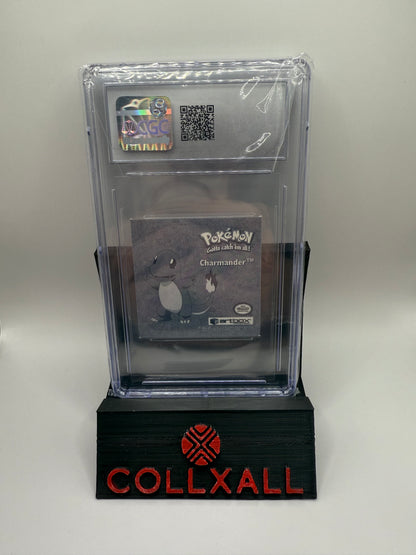 CGC
Pokémon
Gotta catch 'em all!
Charmander™
artbox
COLLXALL